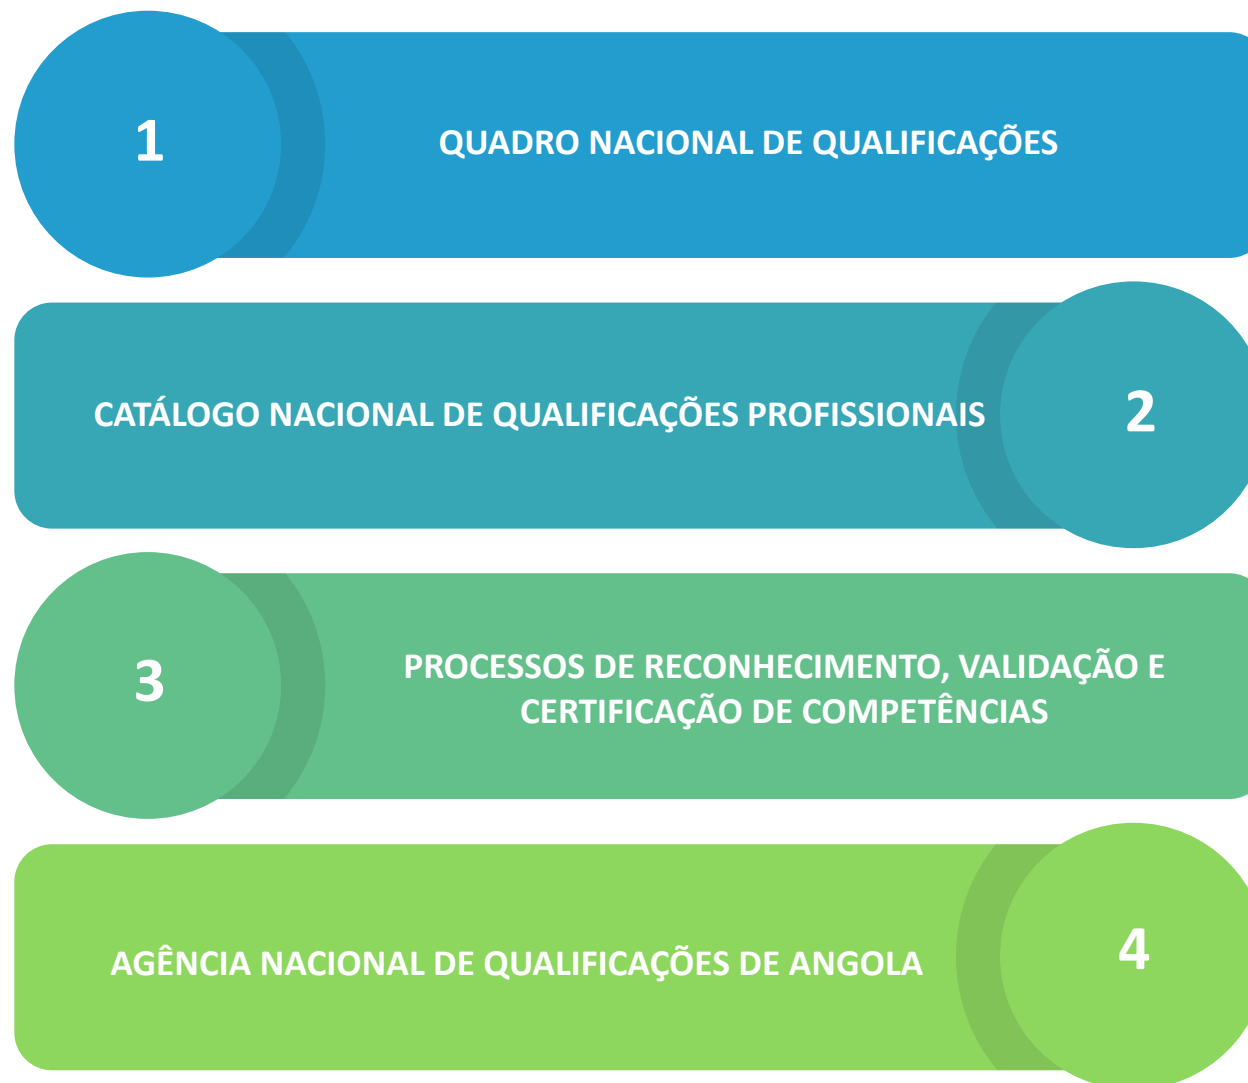 1
QUADRO NACIONAL DE QUALIFICAÇÕES
CATÁLOGO NACIONAL DE QUALIFICAÇÕES PROFISSIONAIS
2
3
PROCESSOS DE RECONHECIMENTO, VALIDAÇÃO E
CERTIFICAÇÃO DE COMPETÊNCIAS
AGÊNCIA NACIONAL DE QUALIFICAÇÕES DE ANGOLA
4